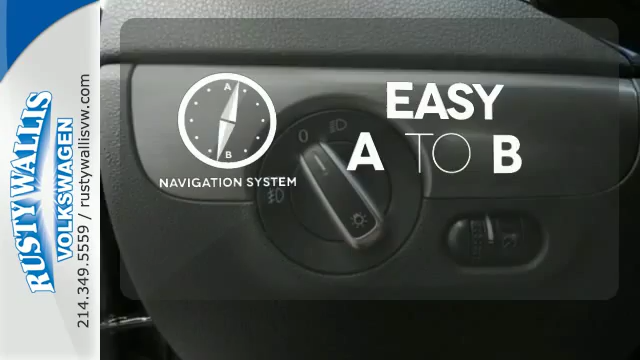 RUSTY WALLIS
VOLKSWAGEN
214.349.5559 / rustywallisvw.com
A
B
NAVIGATION SYSTEM
EASY
A TO B
0